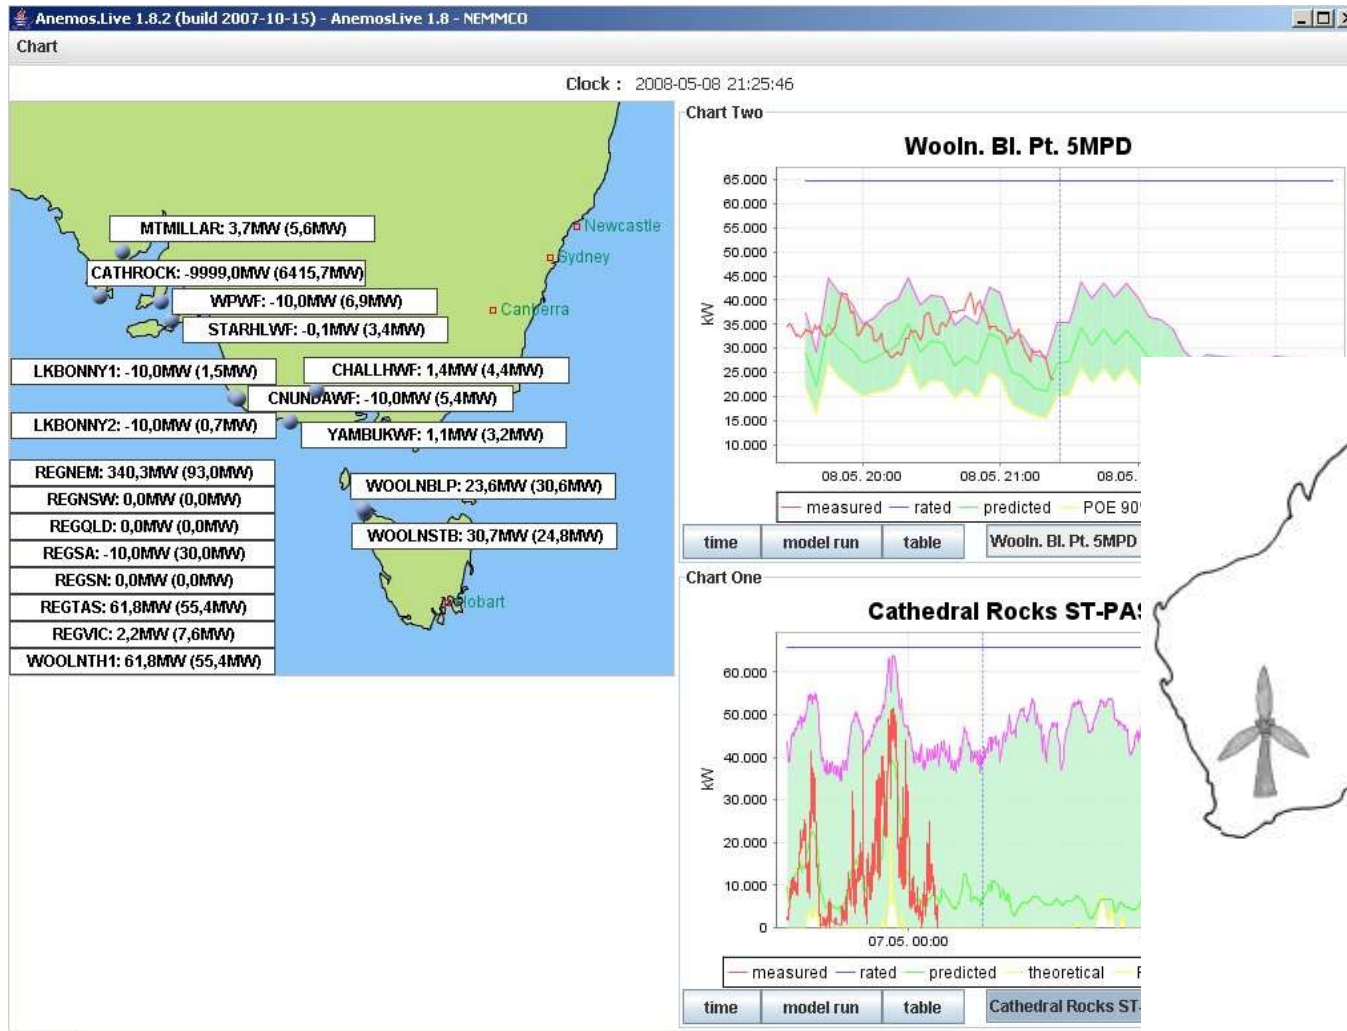 Anemos.Live 1.8.2 (build 2007-10-15) - AnemosLive 1.8 - NEMMCO
Chart
Clock : 2008-05-08 21:25:46
MTMILLAR: 3,7MW (5,6MW)
CATHROCK: -9999,0MW (6415,7MW)
WPWF: -10,0MW (6,9MW)
STARHLWF: -0,1MW (3,4MW)
LKBONNY1: -10,0MW (1,5MW)
CHALLHWF: 1,4MW (4,4MW)
CNUNDAWF: -10,0MW (5,4MW)
LKBONNY2: -10,0MW (0,7MW)
YAMBUKWF: 1,1MW (3,2MW)
Newcastle
Sydney
Canberra
REGNEM: 340,3MW (93,0MW)
REGNSW: 0,0MW (0,0MW)
REGQLD: 0,0MW (0,0MW)
REGSA: -10,0MW (30,0MW)
REGSN: 0,0MW (0,0MW)
REGTAS: 61,8MW (55,4MW)
REGVIC: 2,2MW (7,6MW)
WOOLNTH1: 61,8MW (55,4MW)
WOOLNBLP: 23,6MW (30,6MW)
WOOLNSTB: 30,7MW (24,8MW)
Hobart
Chart Two
Wooln. Bl. Pt. 5MPD
65.000
60.000
55.000
50.000
45.000
40.000
35.000
30.000
25.000
20.000
15.000
10.000
kW
08.05. 20:00 08.05. 21:00 08.05.
measured rated predicted POE 90
time model run table Wooln. Bl. Pt. 5MPD
Chart One
Cathedral Rocks ST-PAS
60.000
50.000
40.000
30.000
20.000
10.000
0
kW
07.05. 00:00
measured rated predicted theoretical
time model run table Cathedral Rocks ST-